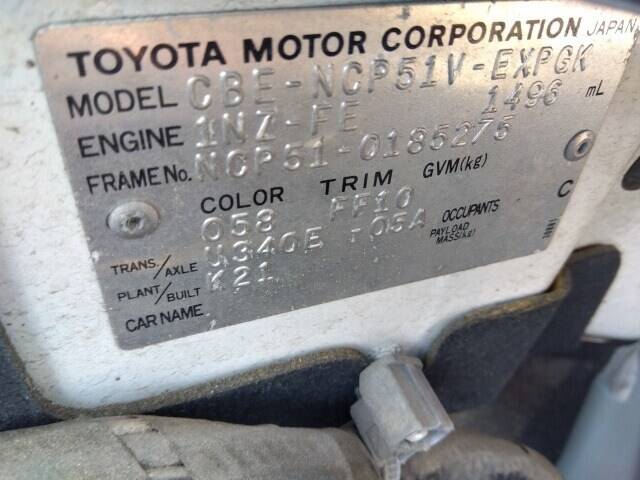 TOYOTA MOTOR CORPORATION JAPAN
MODEL CBE-NCP51V-EXPGK
ENGINE 1NZ-FE 1496 mL
FRAME No. NCP51-0185275
COLOR TRIM GVM(kg)
058 FF10 C
TRANS./AXLE U340E -05A OCCUPANTS
PLANT/BUILT K21 PAYLOAD MASS(kg)
CAR NAME